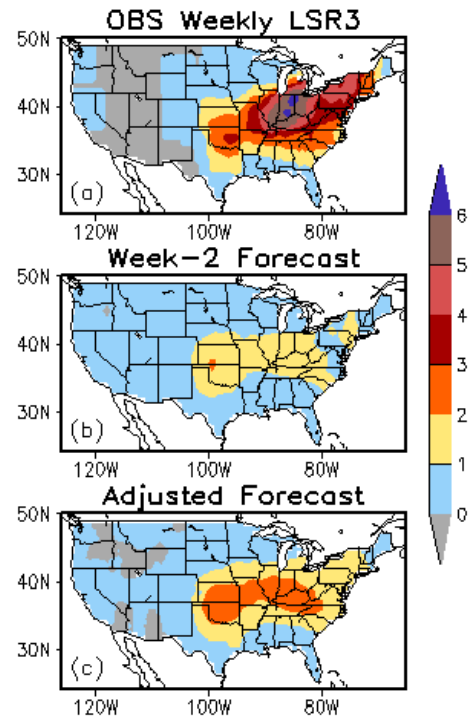 OBS Weekly LSR3
50N
40N
30N
(a)
120W 100W 80W
Week-2 Forecast
50N
40N
30N
(b)
120W 100W 80W
Adjusted Forecast
50N
40N
30N
(c)
120W 100W 80W
6
5
4
3
2
1
0